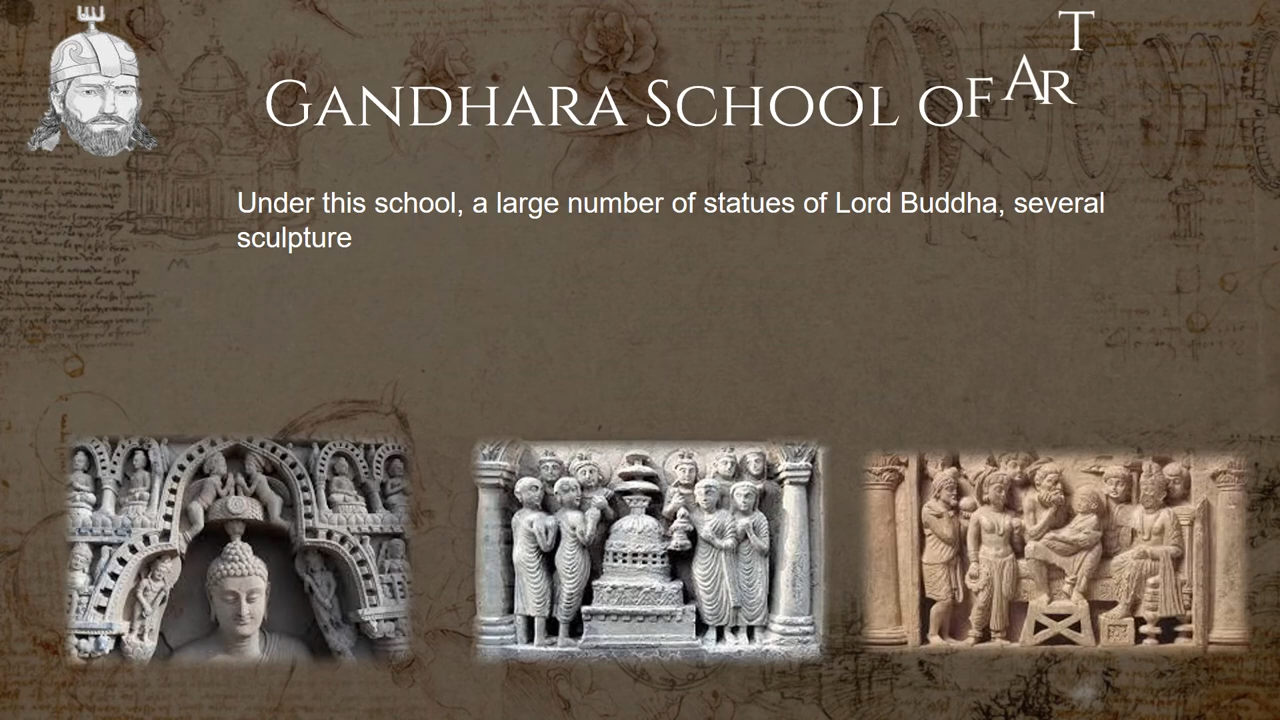 Gandhara School of Art
Under this school, a large number of statues of Lord Buddha, several
sculpture